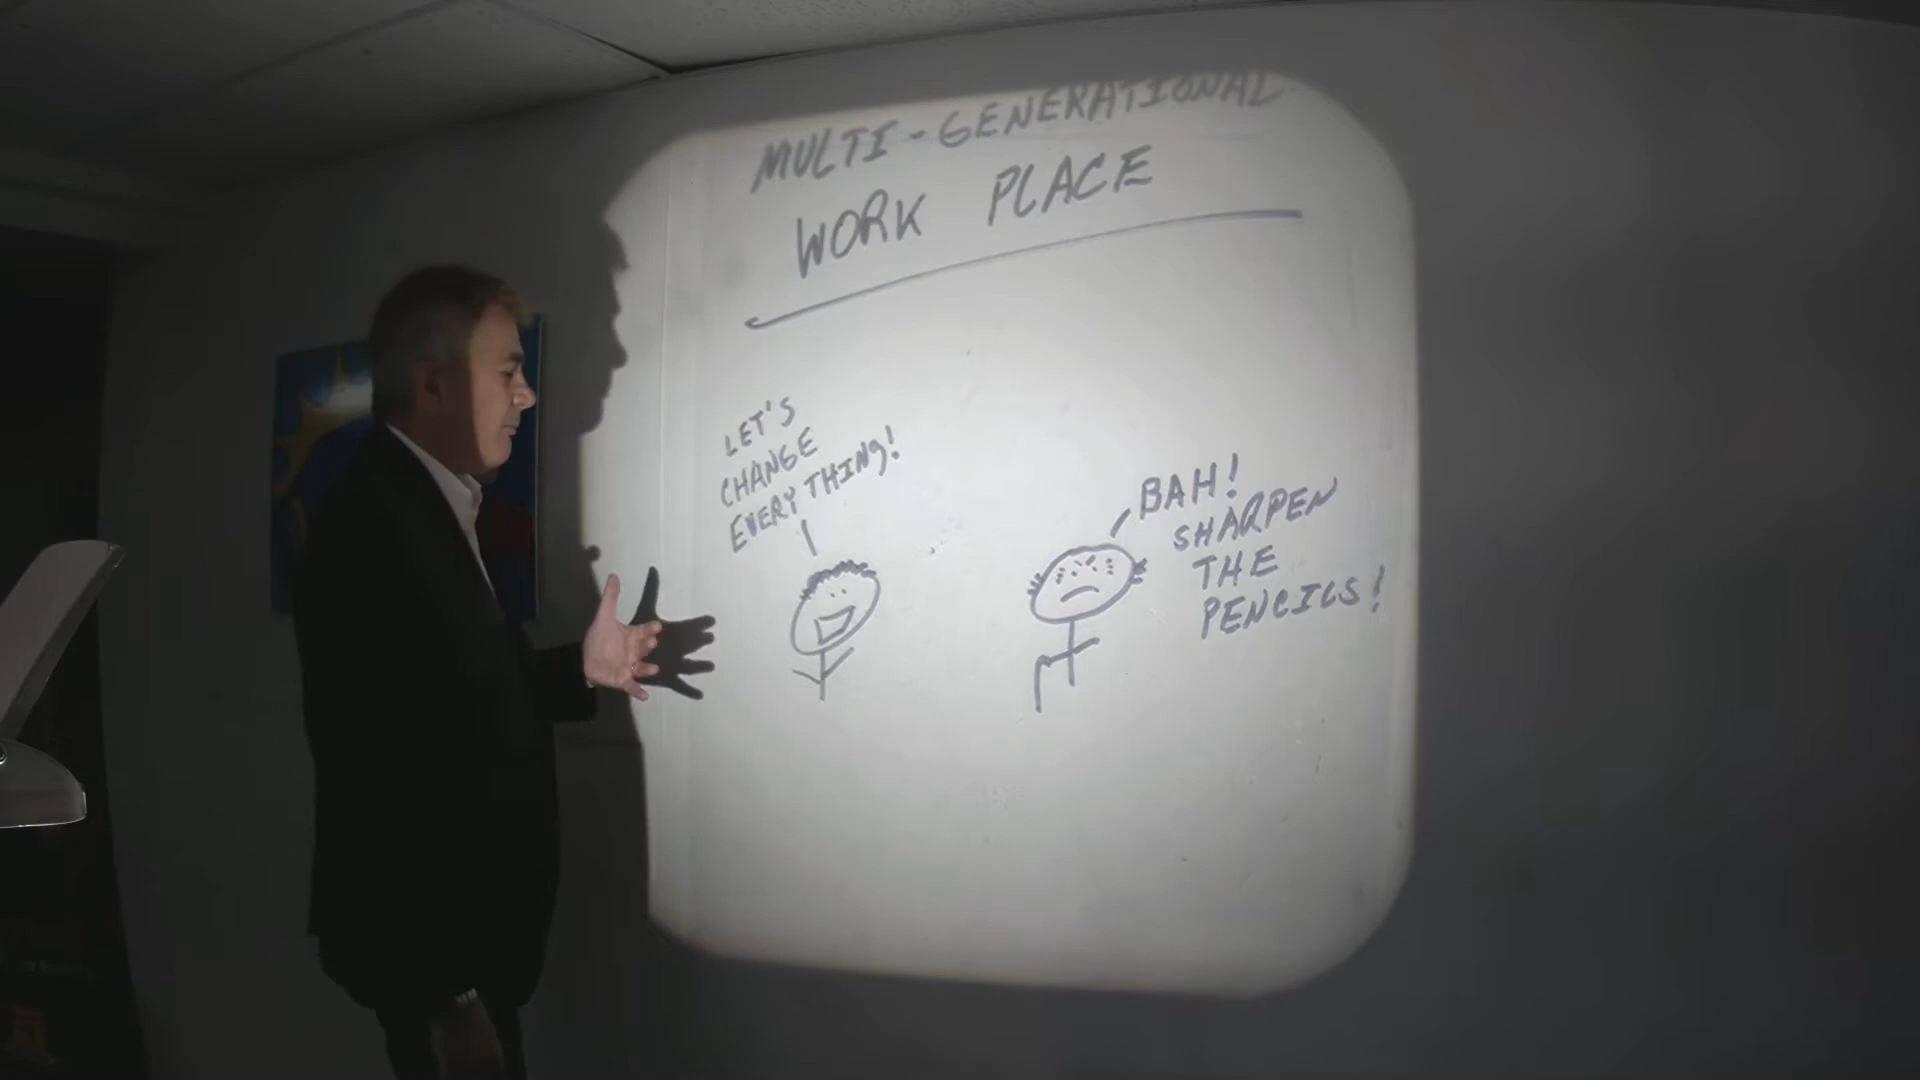 MULTI-GENERATIONAL
WORK PLACE
LET'S
CHANGE
EVERYTHING!
BAH!
SHARPEN
THE
PENCILS!